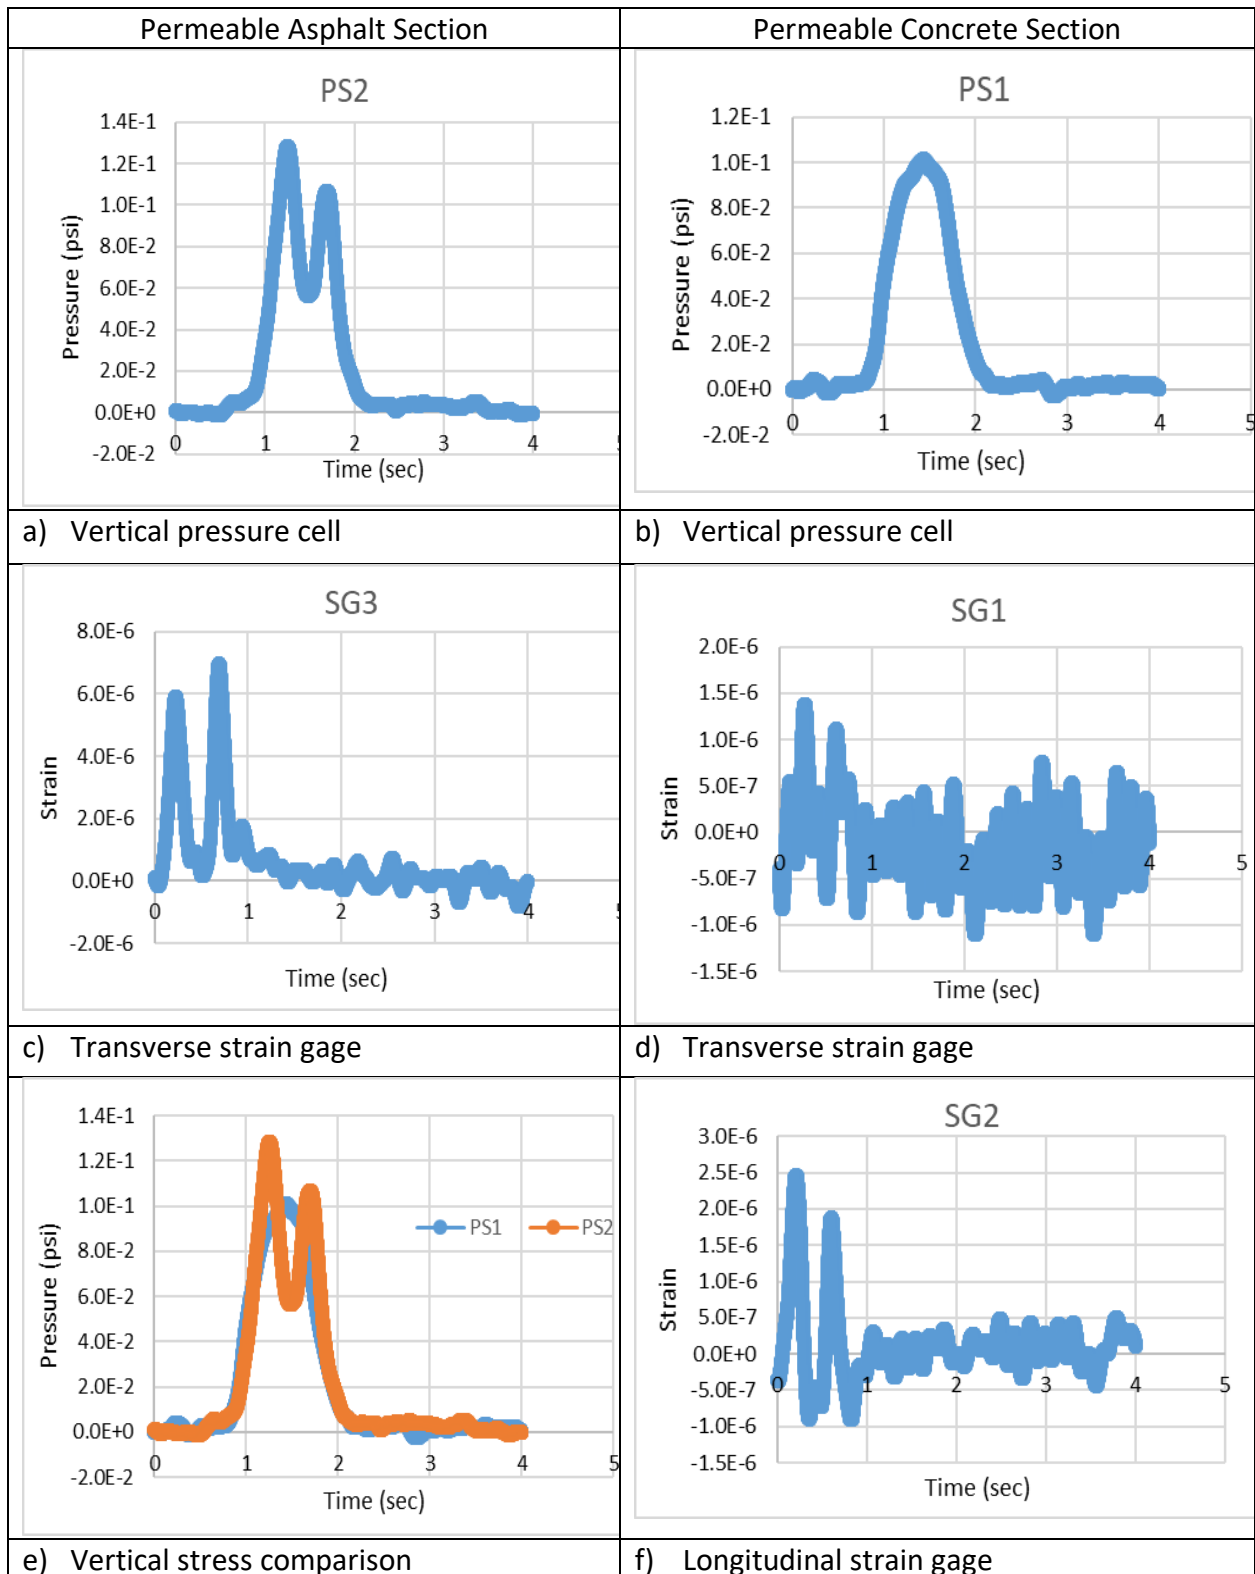 Permeable Asphalt Section
Permeable Concrete Section
PS2
1.4E-1
1.2E-1
1.0E-1
8.0E-2
6.0E-2
4.0E-2
2.0E-2
0.0E+0
-2.0E-2
0 1 2 3 4 5
Pressure (psi)
Time (sec)
PS1
1.2E-1
1.0E-1
8.0E-2
6.0E-2
4.0E-2
2.0E-2
0.0E+0
-2.0E-2
0 1 2 3 4 5
Pressure (psi)
Time (sec)
a) Vertical pressure cell
b) Vertical pressure cell
SG3
8.0E-6
6.0E-6
4.0E-6
2.0E-6
0.0E+0
-2.0E-6
0 1 2 3 4 5
Strain
Time (sec)
SG1
2.0E-6
1.5E-6
1.0E-6
5.0E-7
0.0E+0
-5.0E-7
-1.0E-6
-1.5E-6
0 1 2 3 4 5
Strain
Time (sec)
c) Transverse strain gage
d) Transverse strain gage
1.4E-1
1.2E-1
1.0E-1
8.0E-2
6.0E-2
4.0E-2
2.0E-2
0.0E+0
-2.0E-2
0 1 2 3 4 5
Pressure (psi)
Time (sec)
PS1 PS2
SG2
3.0E-6
2.5E-6
2.0E-6
1.5E-6
1.0E-6
5.0E-7
0.0E+0
-5.0E-7
-1.0E-6
-1.5E-6
0 1 2 3 4 5
Strain
Time (sec)
e) Vertical stress comparison
f) Longitudinal strain gage